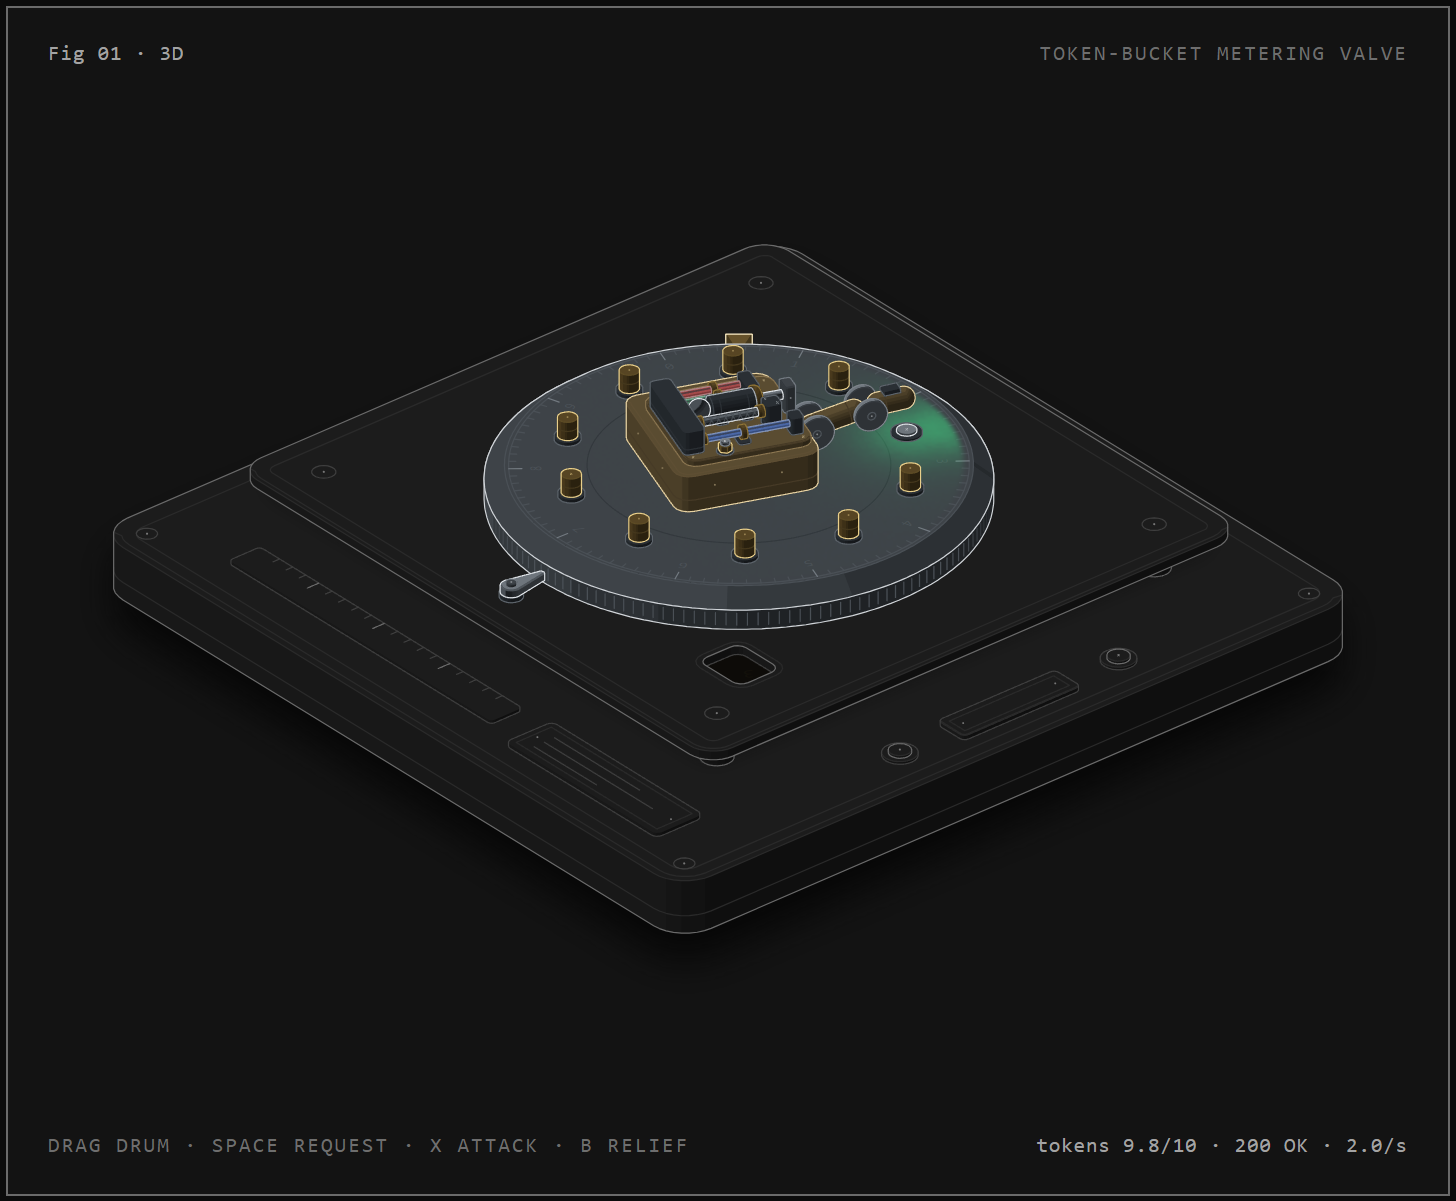 Fig 01 · 3D
TOKEN-BUCKET METERING VALVE
DRAG DRUM · SPACE REQUEST · X ATTACK · B RELIEF
tokens 9.8/10 · 200 OK · 2.0/s